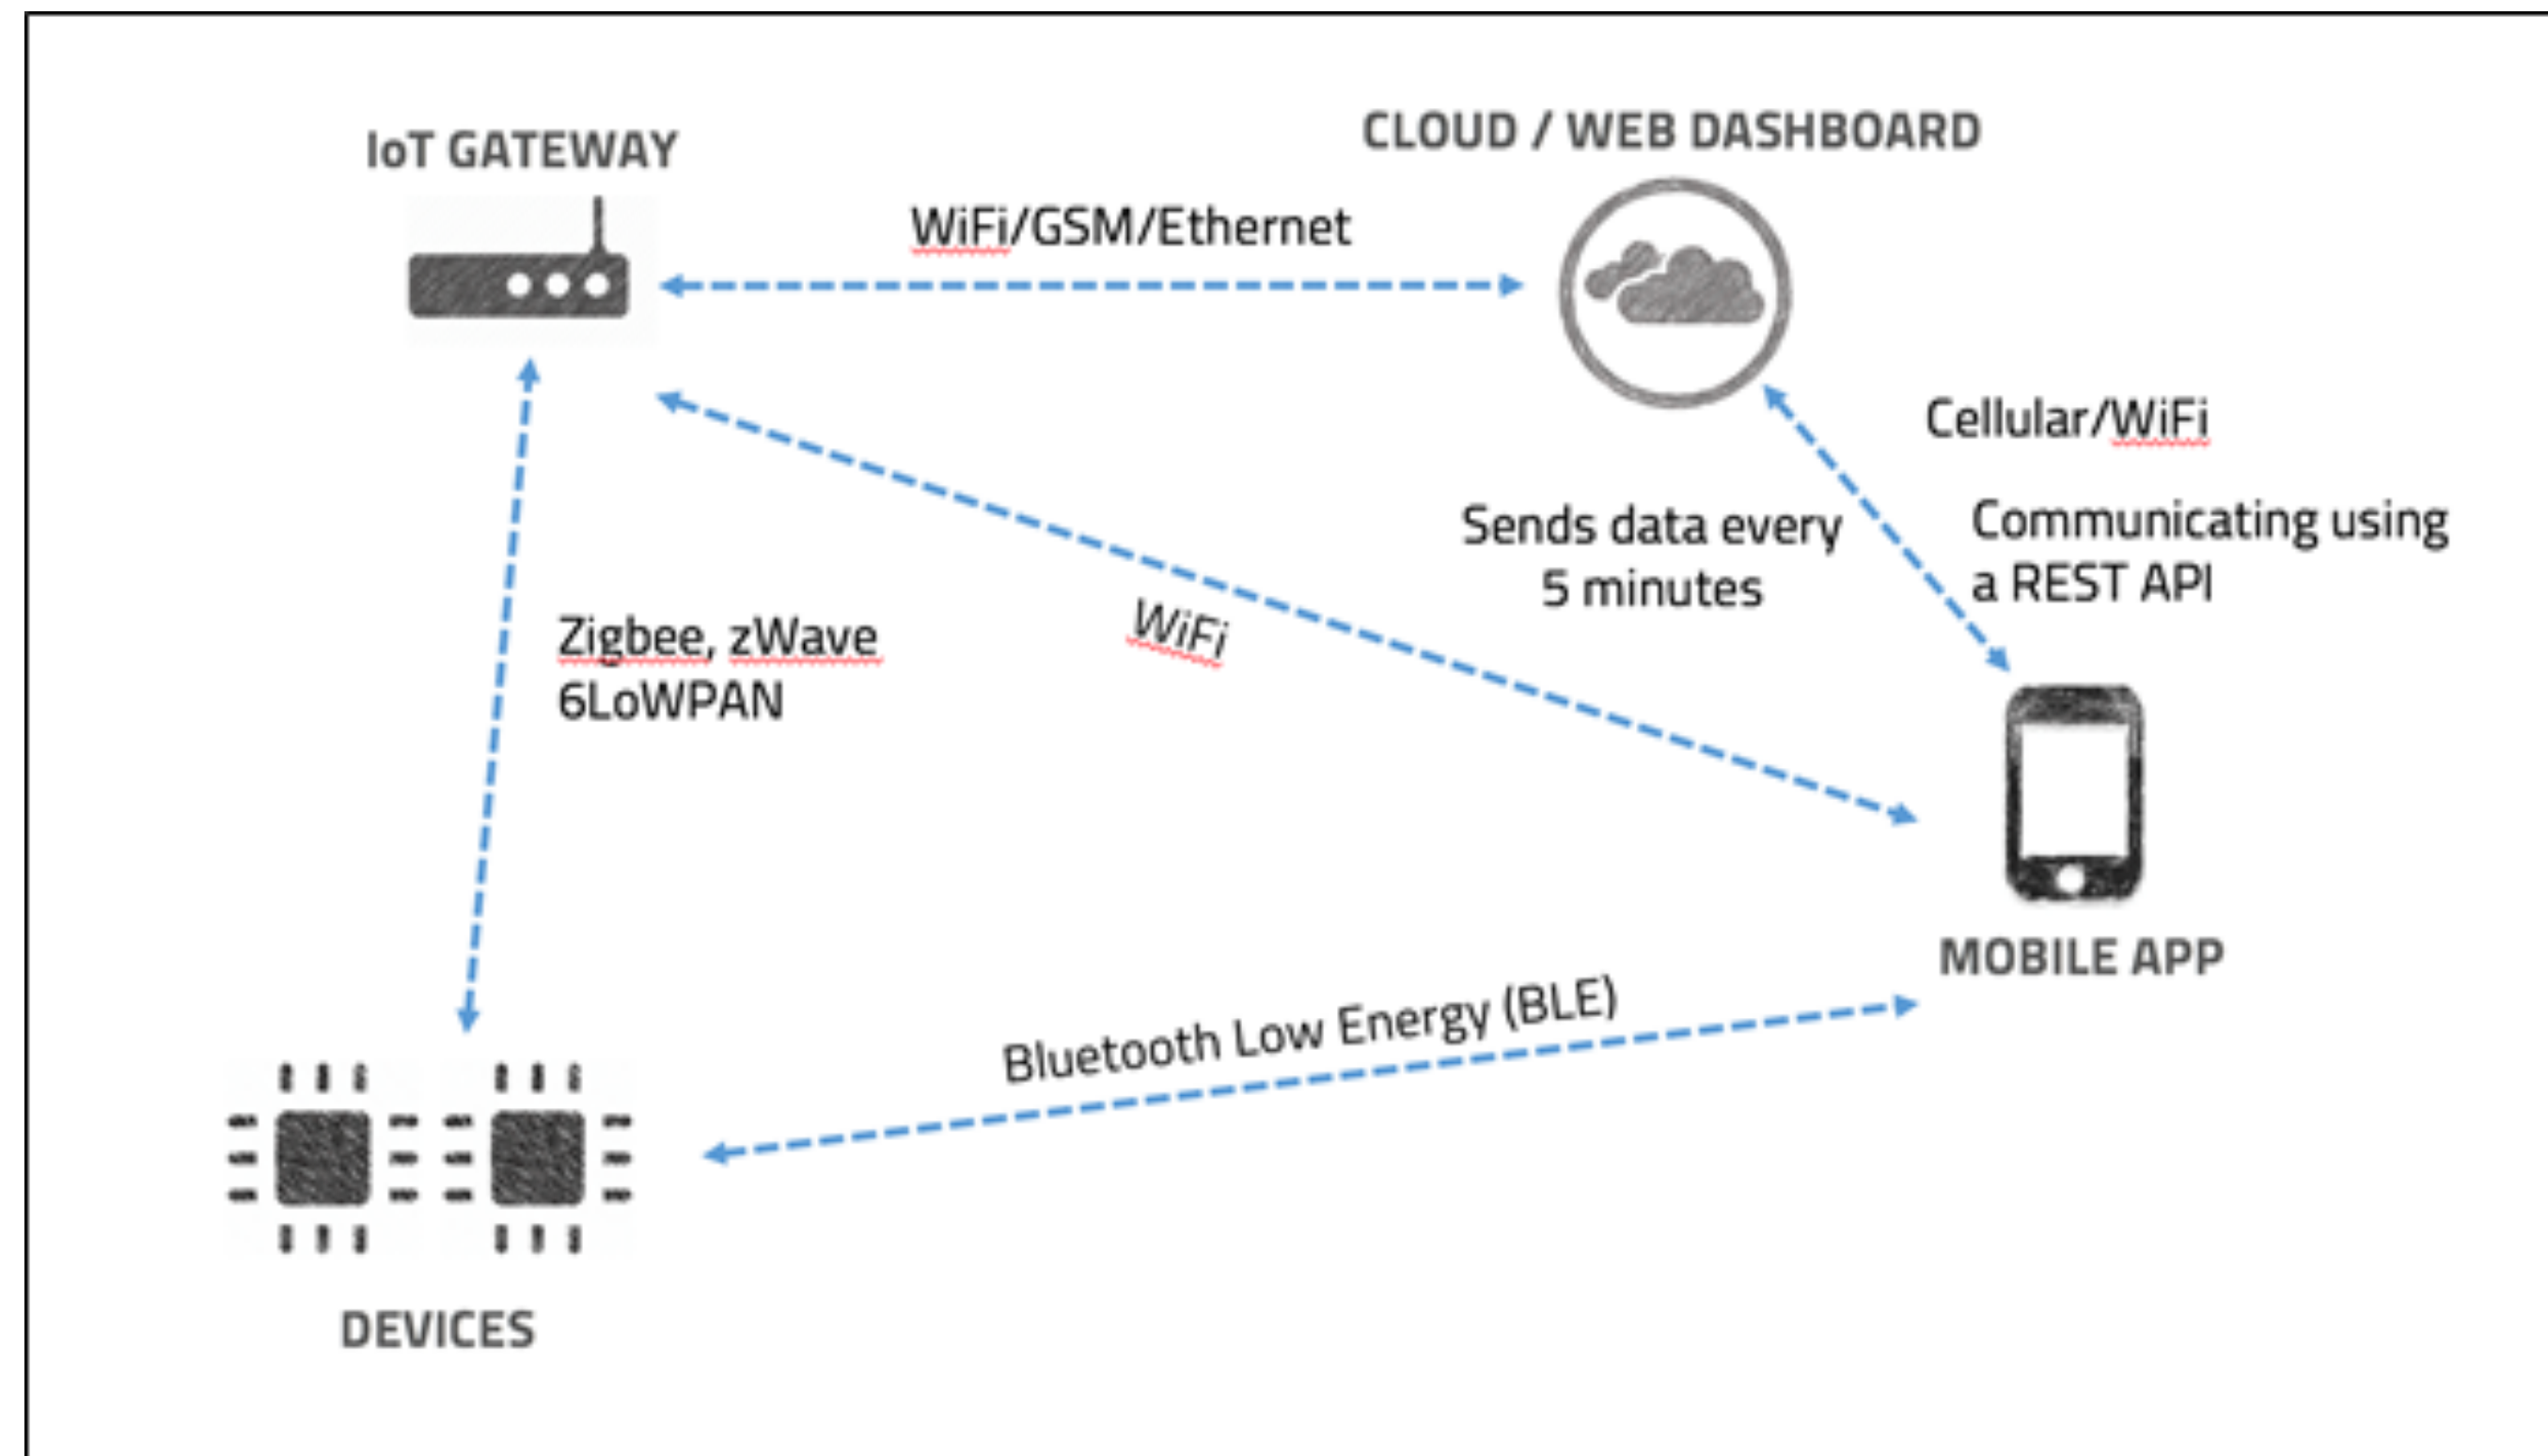 IoT GATEWAY
CLOUD / WEB DASHBOARD
WiFi/GSM/Ethernet
Cellular/WiFi
Sends data every
5 minutes
Communicating using
a REST API
Zigbee, zWave
6LoWPAN
WiFi
MOBILE APP
Bluetooth Low Energy (BLE)
DEVICES